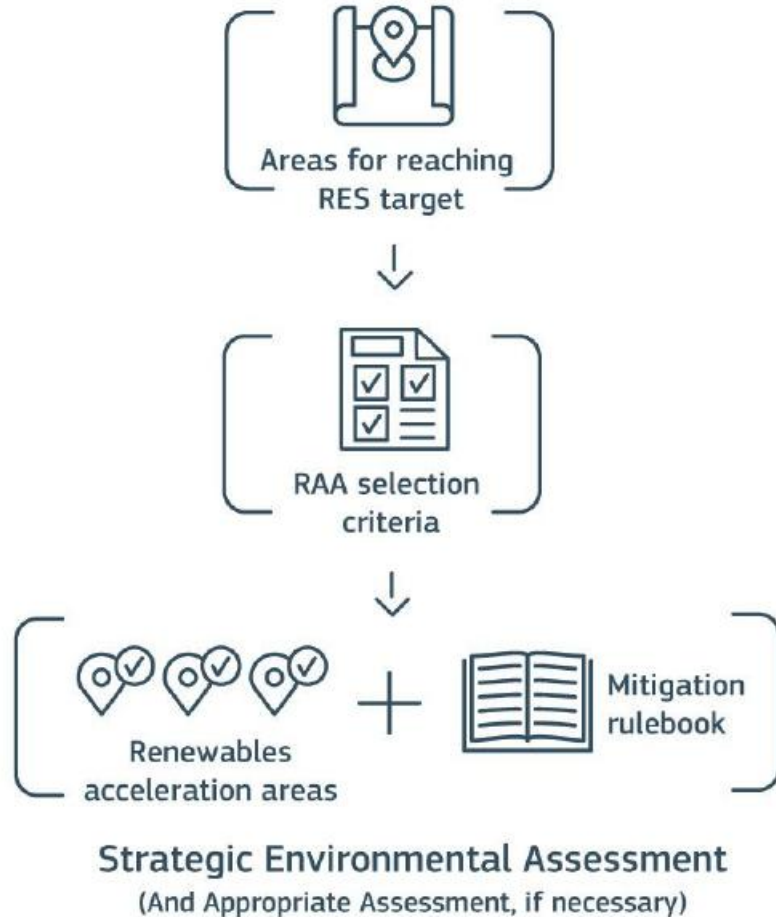 Areas for reaching
RES target
RAA selection
criteria
Renewables
acceleration areas
Mitigation
rulebook
Strategic Environmental Assessment
(And Appropriate Assessment, if necessary)